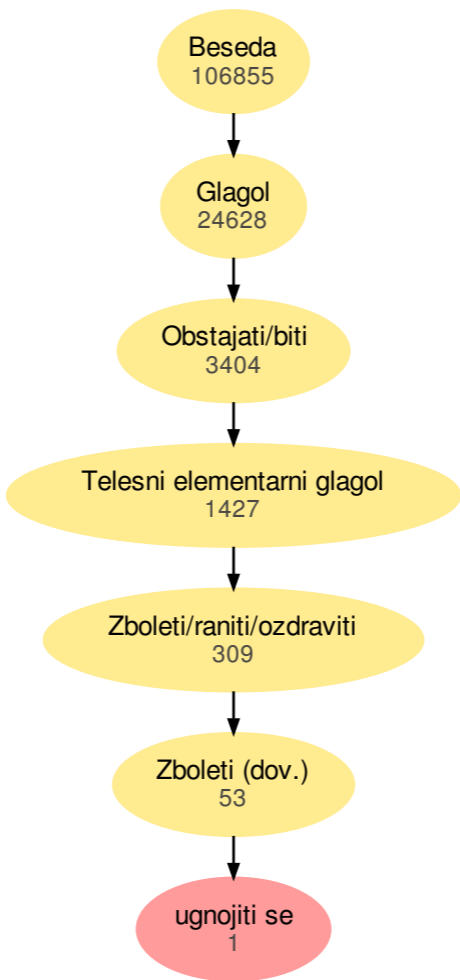 Beseda
106855
Glagol
24628
Obstajati/biti
3404
Telesni elementarni glagol
1427
Zboleti/raniti/ozdraviti
309
Zboleti (dov.)
53
ugnojiti se
1